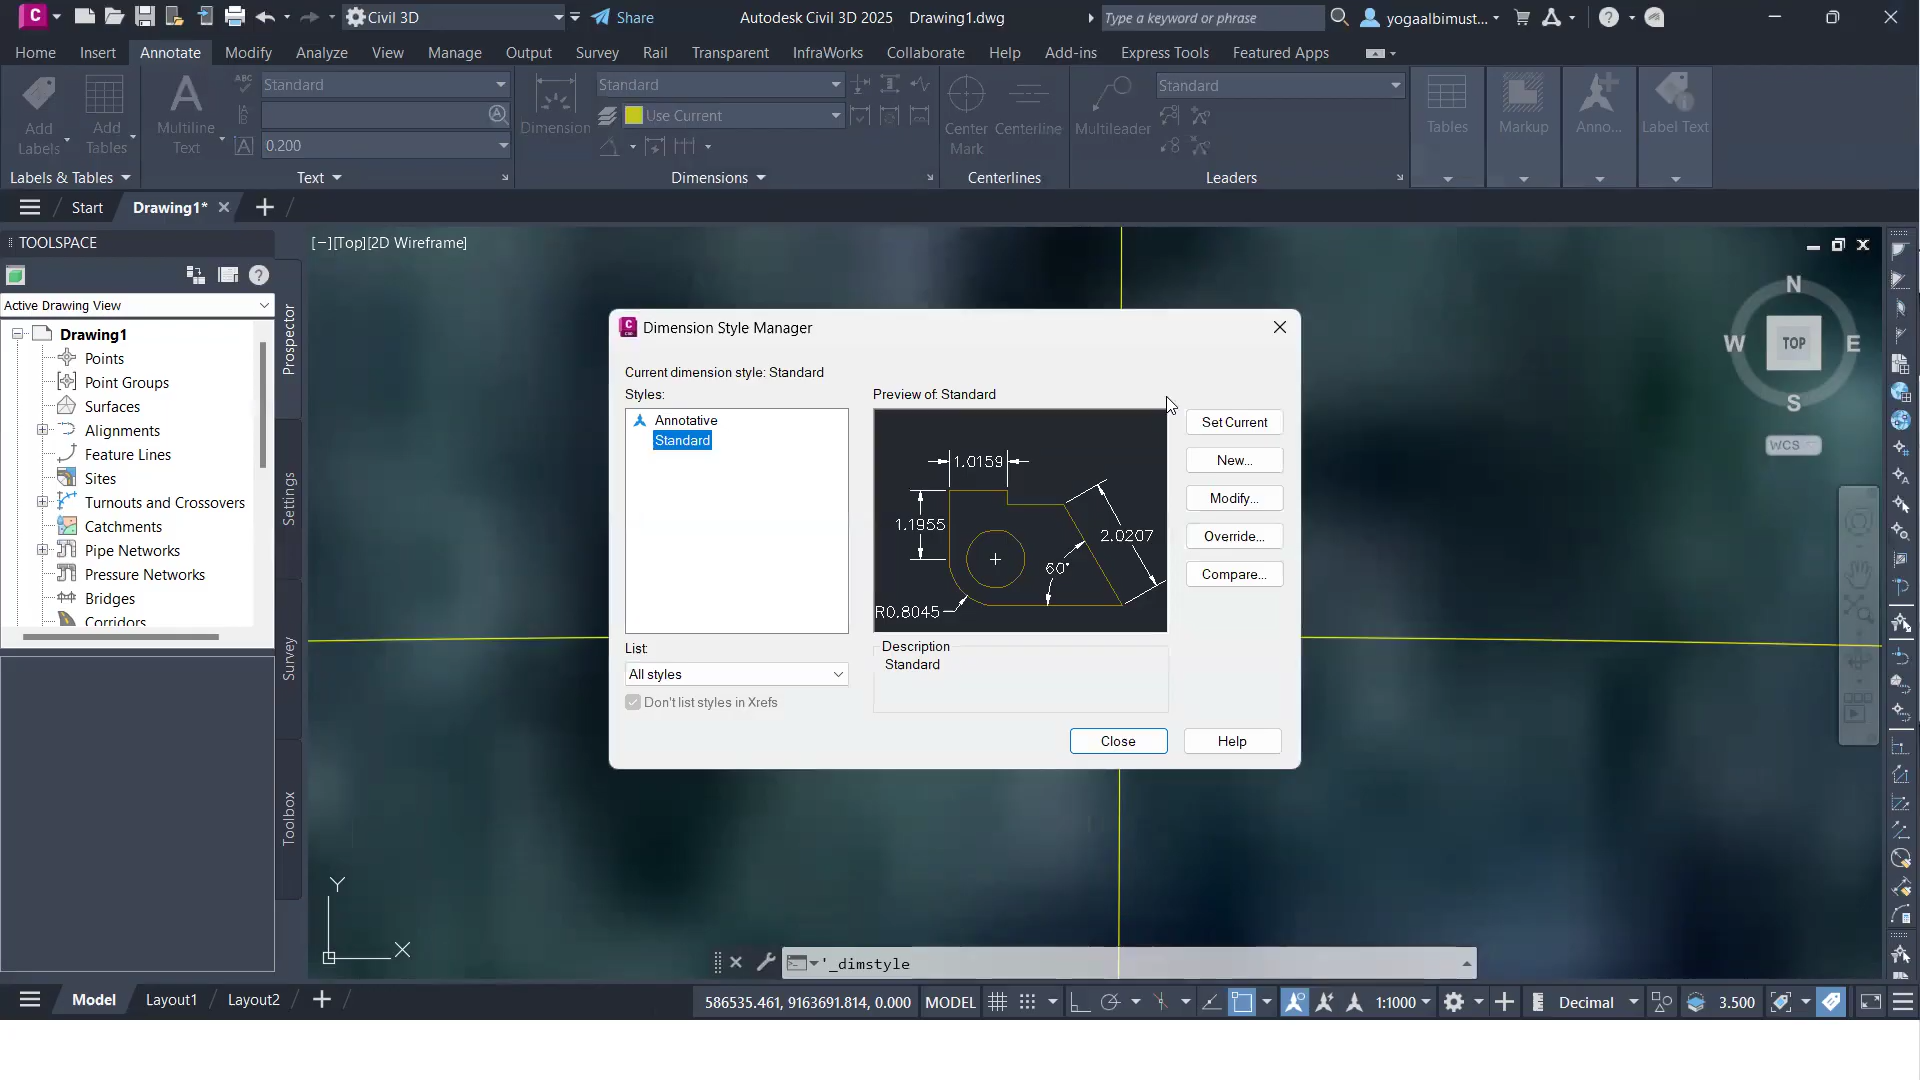 C Civil 3D Share Autodesk Civil 3D 2025 Drawing1.dwg Type a keyword or phrase yogaalbimust... ?
Home Insert Annotate Modify Analyze View Manage Output Survey Rail Transparent InfraWorks Collaborate Help Add-ins Express Tools Featured Apps
Add Labels
Add Tables
A Multiline Text
ABC Standard
0.200
Dimension
Standard
Use Current
Center Mark
Centerline
Multileader
Standard
Tables
Markup
Anno...
Label Text
Labels & Tables Text Dimensions Centerlines Leaders
Start Drawing1* +
TOOLSPACE
?
Active Drawing View
Drawing1
Points
Point Groups
Surfaces
Alignments
Feature Lines
Sites
Turnouts and Crossovers
Catchments
Pipe Networks
Pressure Networks
Bridges
Corridors
Prospector
Settings
Survey
Toolbox
[−][Top][2D Wireframe]
N
W TOP E
S
WCS
Dimension Style Manager
Current dimension style: Standard
Styles:
Annotative
Standard
Preview of: Standard
1.0159
1.1955
2.0207
60°
R0.8045
Set Current
New...
Modify...
Override...
Compare...
List:
All styles
Don't list styles in Xrefs
Description
Standard
Close
Help
Y
X
'_dimstyle
Model Layout1 Layout2 +
586535.461, 9163691.814, 0.000 MODEL 1:1000 Decimal 3.500